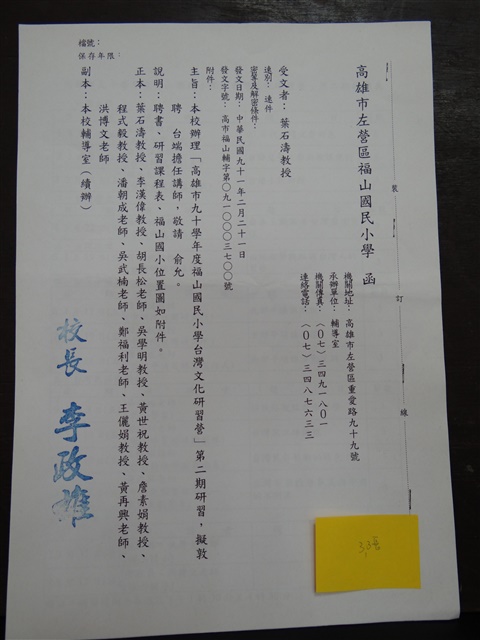 檔號：
保存年限：
高雄市左營區福山國民小學 函
機關地址：高雄市左營區重愛路九十九號
承辦單位：輔導室
機關傳真：（○七）三四九一八○一
連絡電話：（○七）三四八七六三三
受文者：葉石濤教授
速別：速件
密等及解密條件：
發文日期：中華民國九十一年二月二十一日
發文字號：高市福山輔字第○九一○○○三七○○號
附件：
主旨：本校辦理「高雄市九十學年度福山國民小學台灣文化研習營」第二期研習，擬敦
聘 台端擔任講師，敬請 俞允。
說明：聘書、研習課程表、福山國小位置圖如附件。
正本：葉石濤教授、李漢偉教授、胡長松老師、吳學明教授、黃世祝教授、詹素娟教授、
程式毅教授、潘朝成老師、吳武楠老師、鄭福利老師、王儷娟教授、黃再興老師、
洪博文老師
副本：本校輔導室（續辦）
校長 李政雄
裝
訂
線